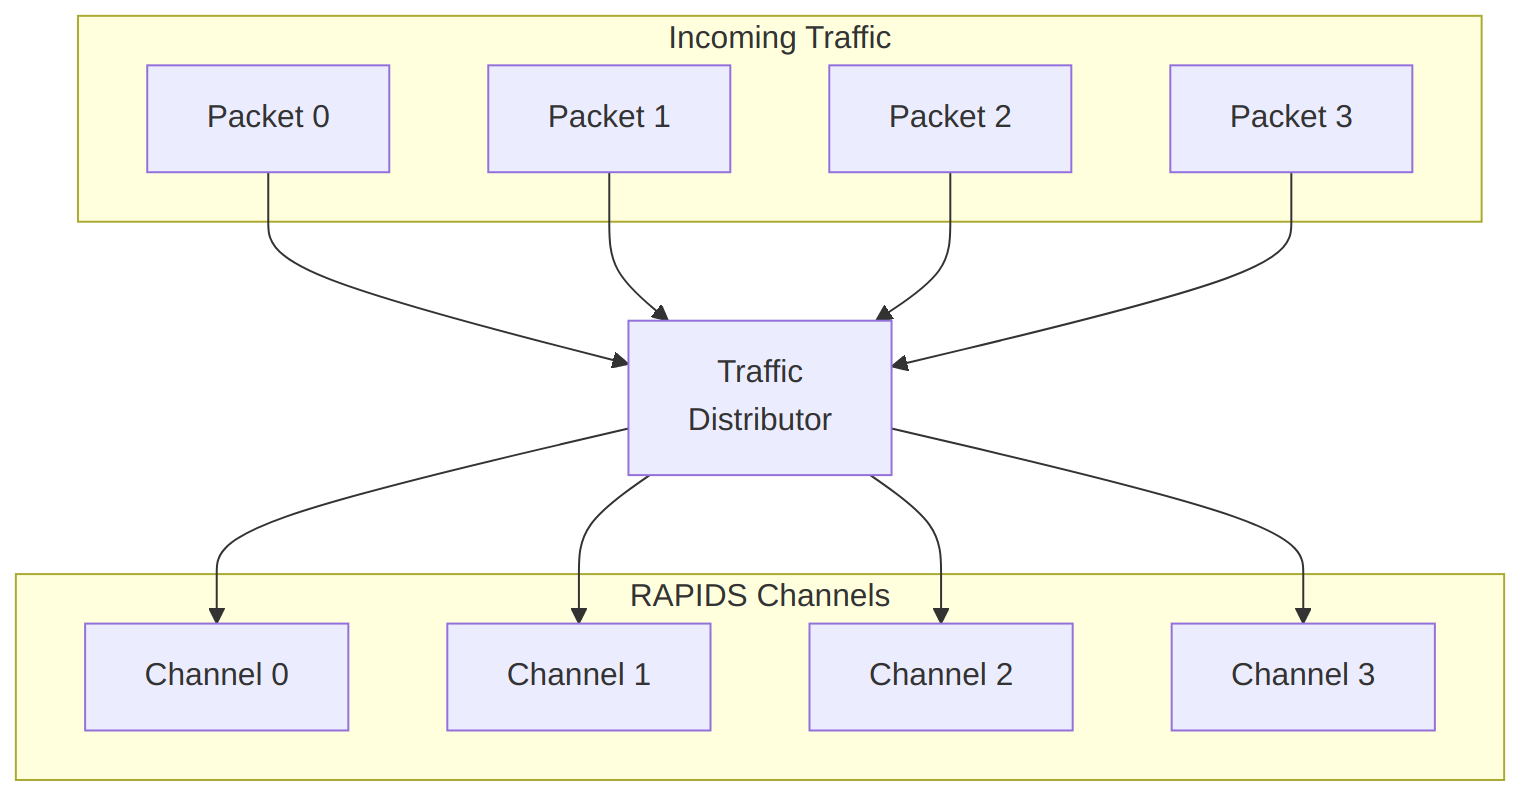 Incoming Traffic
Packet 0
Packet 1
Packet 2
Packet 3
Traffic
Distributor
RAPIDS Channels
Channel 0
Channel 1
Channel 2
Channel 3